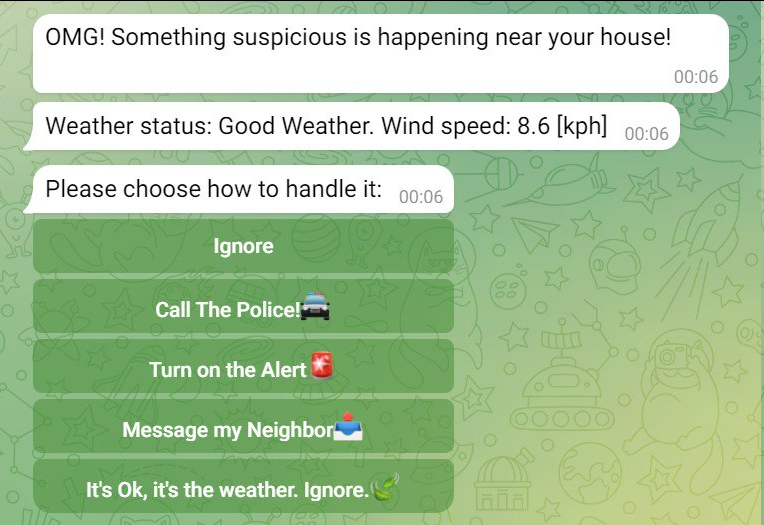 OMG! Something suspicious is happening near your house!
00:06
Weather status: Good Weather. Wind speed: 8.6 [kph] 00:06
Please choose how to handle it: 00:06
Ignore
Call The Police!🚔
Turn on the Alert🚨
Message my Neighbor📤
It's Ok, it's the weather. Ignore.🍃